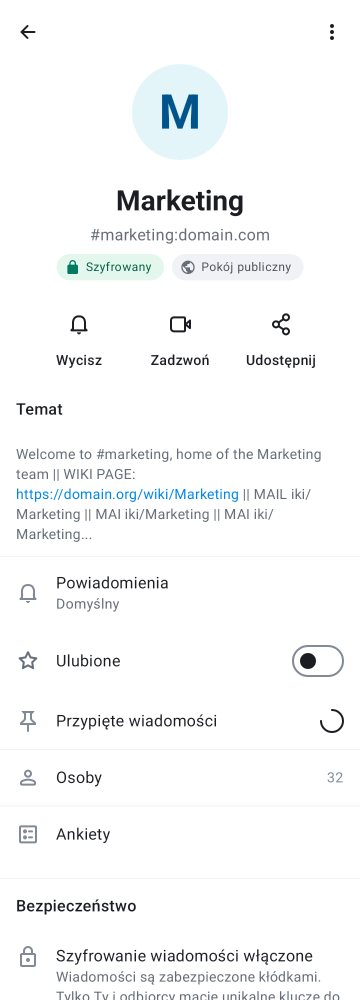 M
Marketing
#marketing:domain.com
Szyfrowany
Pokój publiczny
Wycisz
Zadzwoń
Udostępnij
Temat
Welcome to #marketing, home of the Marketing
team || WIKI PAGE:
https://domain.org/wiki/Marketing || MAIL iki/
Marketing || MAI iki/Marketing || MAI iki/
Marketing...
Powiadomienia
Domyślny
Ulubione
Przypięte wiadomości
Osoby 32
Ankiety
Bezpieczeństwo
Szyfrowanie wiadomości włączone
Wiadomości są zabezpieczone kłódkami.
Tylko Ty i odbiorcy macie unikalne klucze do